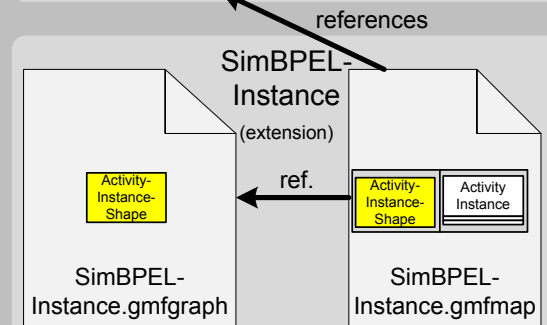 references
SimBPEL-
Instance
(extension)
Activity-
Instance-
Shape
ref.
Activity-
Instance-
Shape
Activity
Instance
SimBPEL-
Instance.gmfgraph
SimBPEL-
Instance.gmfmap